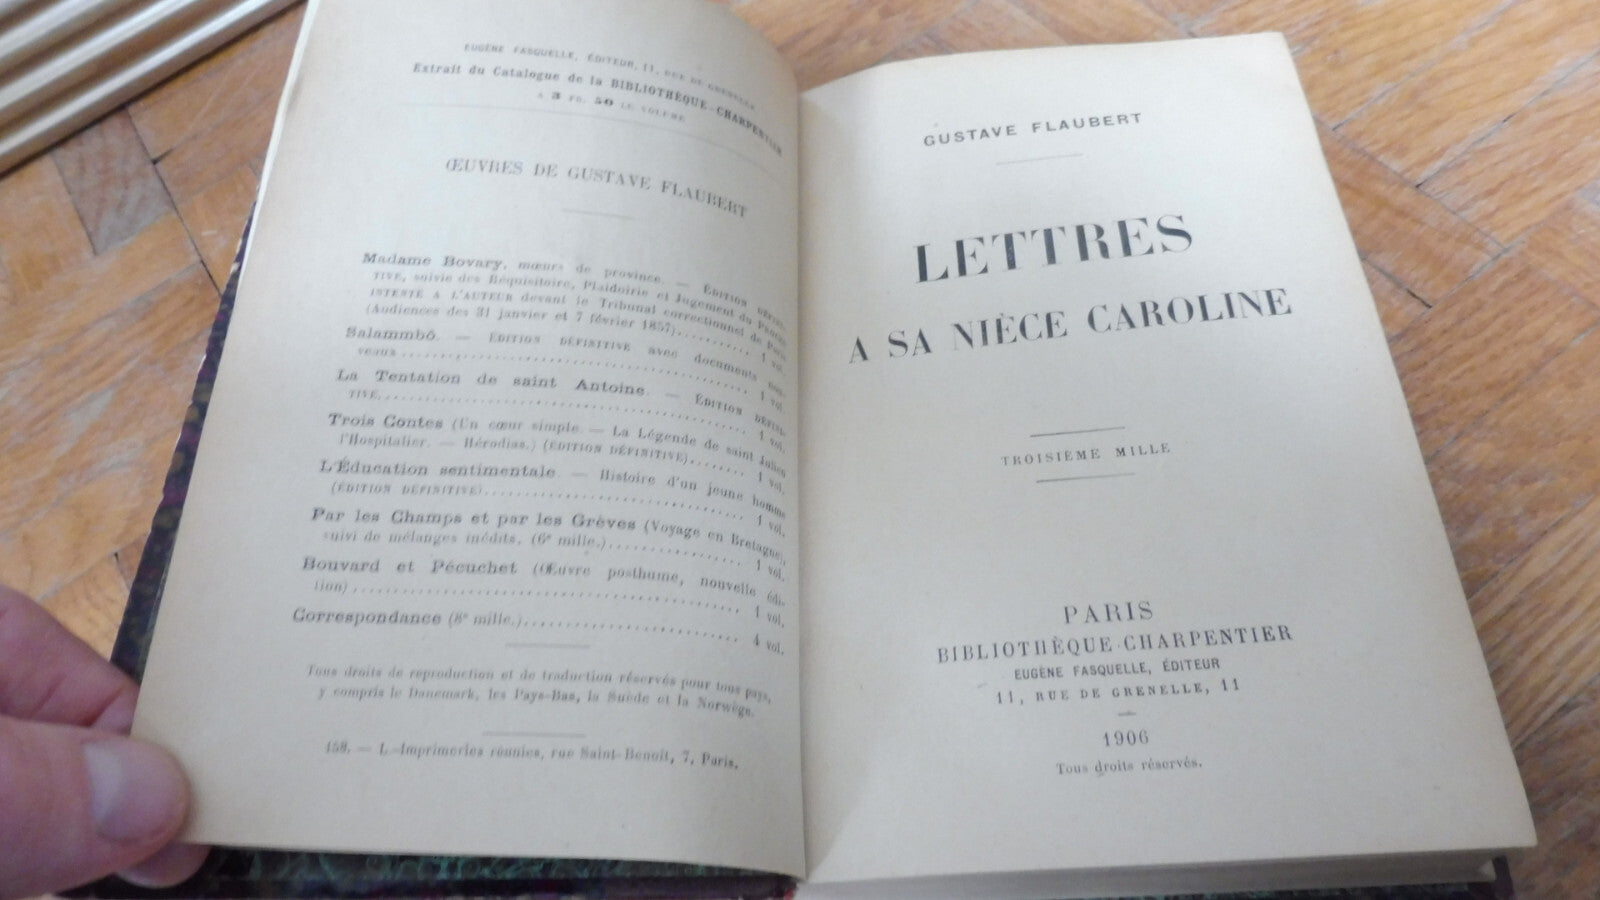 EUGÈNE FASQUELLE, ÉDITEUR, 11, RUE DE GRENELLE
Extrait du Catalogue de la BIBLIOTHÈQUE-CHARPENTIER
A 3 FR. 50 LE VOLUME
ŒUVRES DE GUSTAVE FLAUBERT
Madame Bovary, mœurs de province. — ÉDITION DÉFINI-
TIVE, suivie des Réquisitoire, Plaidoirie et Jugement du PROCÈS
INTENTÉ A L'AUTEUR devant le Tribunal correctionnel de Paris
(Audiences des 31 janvier et 7 février 1857).......... 1 vol.
Salammbô. — ÉDITION DÉFINITIVE avec documents nou-
veaux .......... 1 vol.
La Tentation de saint Antoine. — ÉDITION DÉFINI-
TIVE.......... 1 vol.
Trois Contes (Un cœur simple. — La Légende de saint Julien
l'Hospitalier. — Hérodias.) (ÉDITION DÉFINITIVE)........ 1 vol.
L'Éducation sentimentale. — Histoire d'un jeune homme
(ÉDITION DÉFINITIVE).......... 1 vol.
Par les Champs et par les Grèves (Voyage en Bretagne),
suivi de mélanges inédits. (6e mille.).......... 1 vol.
Bouvard et Pécuchet (Œuvre posthume, nouvelle édi-
tion) .......... 1 vol.
Correspondance (8e mille.).......... 4 vol.
Tous droits de reproduction et de traduction réservés pour tous pays,
y compris le Danemark, les Pays-Bas, la Suède et la Norwège.
458. — L.-Imprimeries réunies, rue Saint-Benoît, 7, Paris.
GUSTAVE FLAUBERT
LETTRES
A SA NIÈCE CAROLINE
TROISIÈME MILLE
PARIS
BIBLIOTHÈQUE-CHARPENTIER
EUGÈNE FASQUELLE, ÉDITEUR
11, RUE DE GRENELLE, 11
1906
Tous droits réservés.